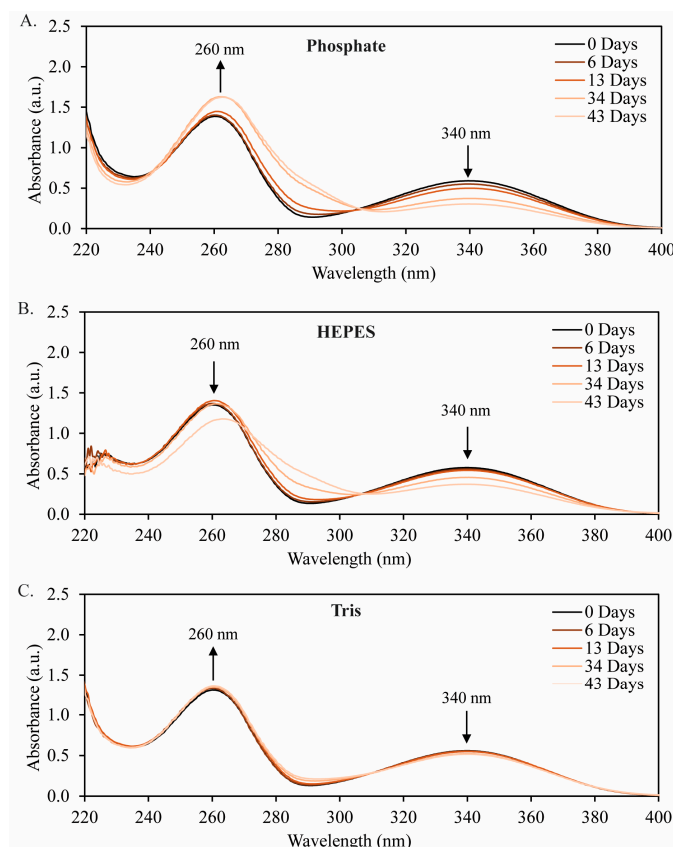 A.
Phosphate
260 nm
340 nm
0 Days
6 Days
13 Days
34 Days
43 Days
Absorbance (a.u.)
2.5
2.0
1.5
1.0
0.5
0.0
220 240 260 280 300 320 340 360 380 400
Wavelength (nm)
B.
HEPES
260 nm
340 nm
0 Days
6 Days
13 Days
34 Days
43 Days
Absorbance (a.u.)
2.5
2.0
1.5
1.0
0.5
0.0
220 240 260 280 300 320 340 360 380 400
Wavelength (nm)
C.
Tris
260 nm
340 nm
0 Days
6 Days
13 Days
34 Days
43 Days
Absorbance (a.u.)
2.5
2.0
1.5
1.0
0.5
0.0
220 240 260 280 300 320 340 360 380 400
Wavelength (nm)